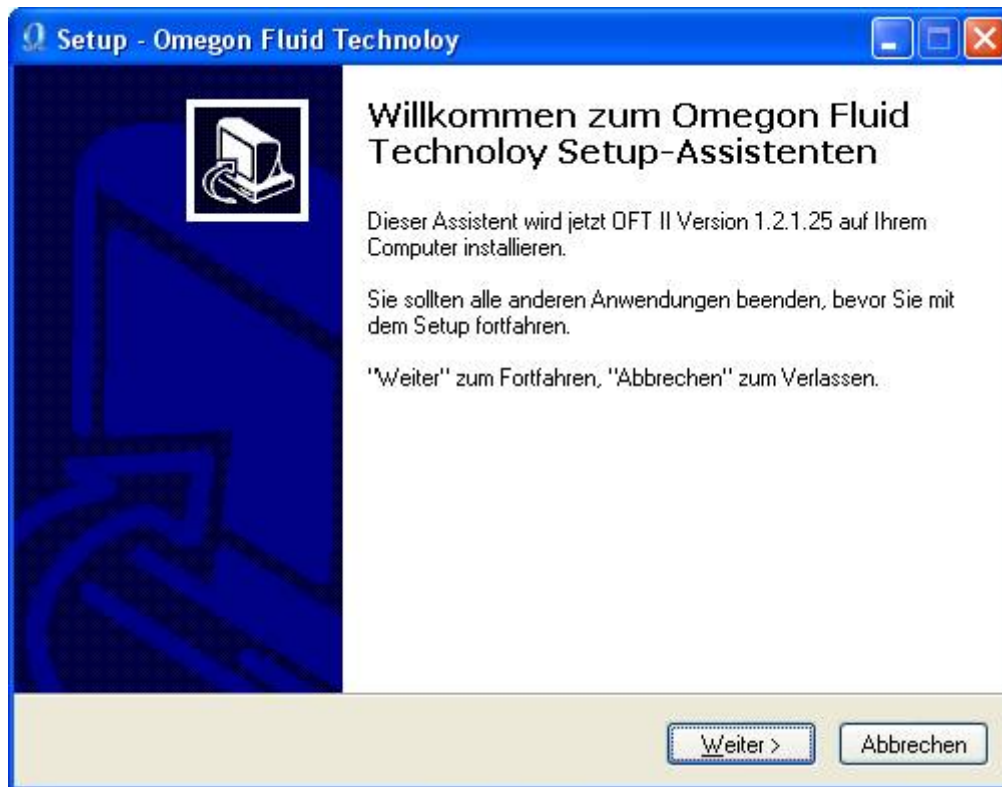 Setup - Omegon Fluid Technoloy
Willkommen zum Omegon Fluid
Technoloy Setup-Assistenten
Dieser Assistent wird jetzt OFT II Version 1.2.1.25 auf Ihrem
Computer installieren.
Sie sollten alle anderen Anwendungen beenden, bevor Sie mit
dem Setup fortfahren.
"Weiter" zum Fortfahren, "Abbrechen" zum Verlassen.
Weiter >
Abbrechen